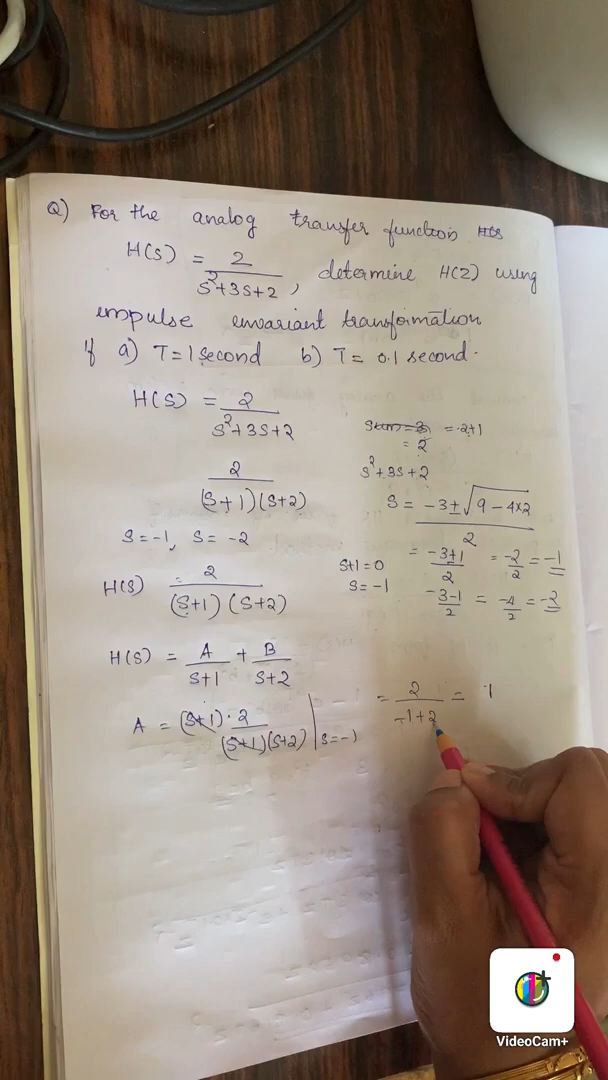 Q) For the analog transfer function
H(s) = 2 / s²+3s+2 , determine H(z) using
impulse invariant transformation
if a) T=1 second b) T= 0.1 second.
H(s) = 2 / s²+3s+2
2 / (s+1)(s+2)
s=-1, s= -2
H(s) = 2 / (s+1)(s+2)
H(s) = A / s+1 + B / s+2
A = (s+1)·2 / (s+1)(s+2) | s=-1 = 2 / -1+2 = 1
= 2+1
= 2
s²+3s+2
s = -3±√9-4×2 / 2
= -3+1 / 2 = -2 / 2 = -1
-3-1 / 2 = -4 / 2 = -2
s+1=0
s=-1
VideoCam+